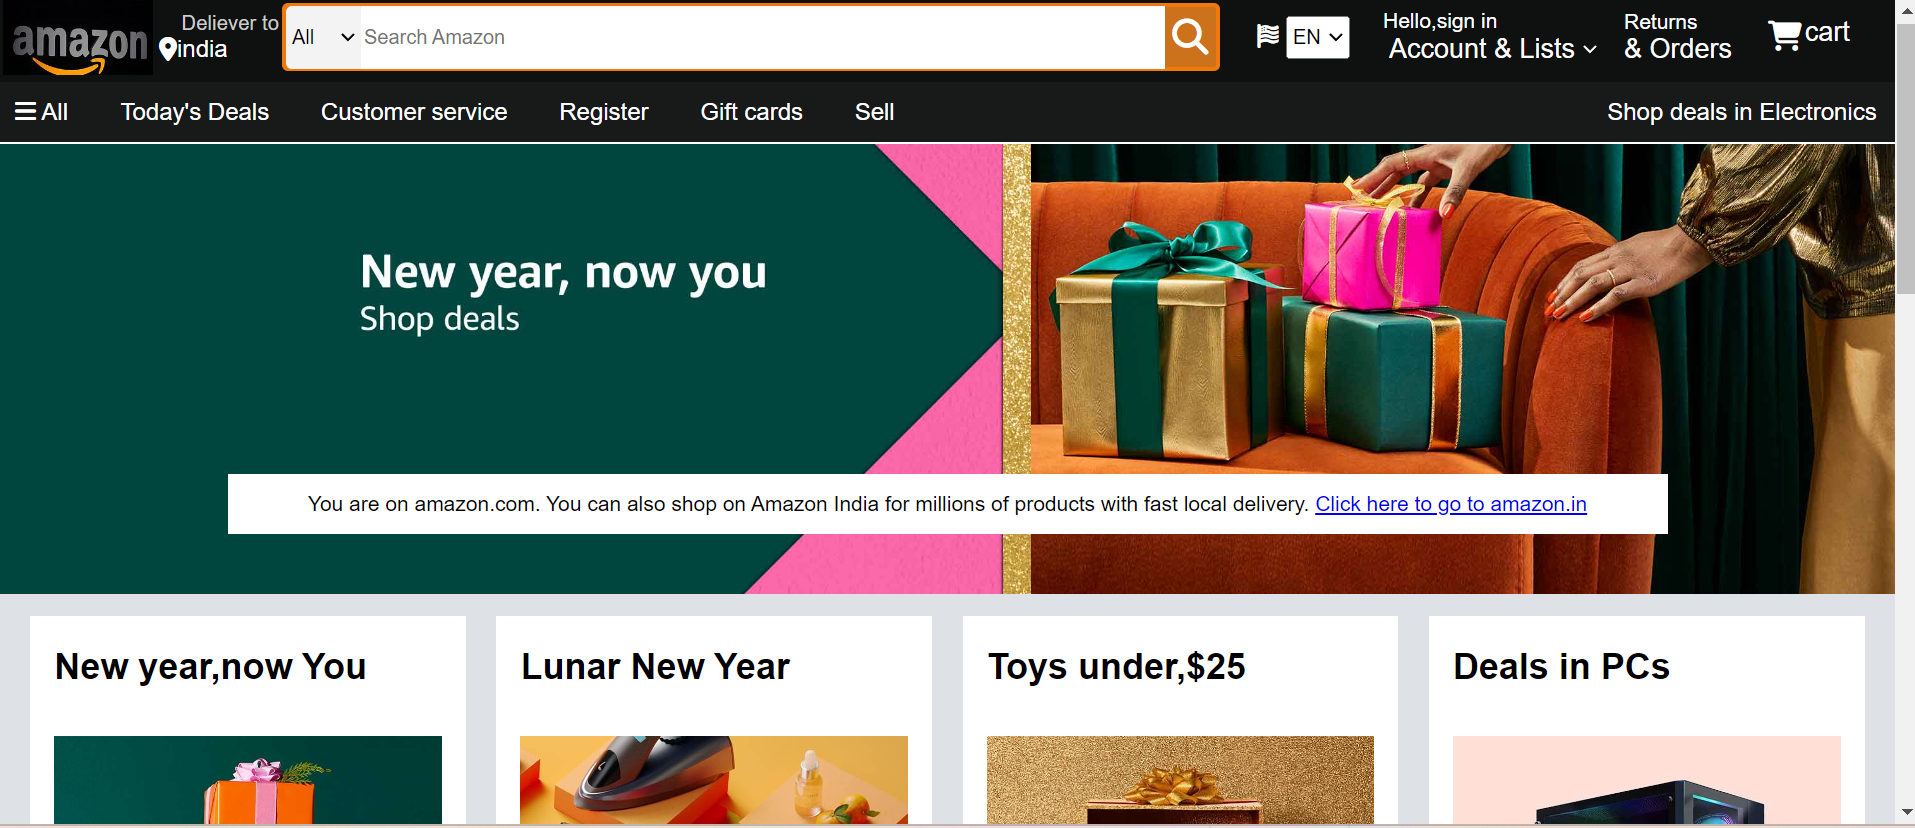 amazon
Deliever to
india
All
Search Amazon
EN
Hello,sign in
Account & Lists
Returns
& Orders
cart
All
Today's Deals
Customer service
Register
Gift cards
Sell
Shop deals in Electronics
New year, now you
Shop deals
You are on amazon.com. You can also shop on Amazon India for millions of products with fast local delivery. Click here to go to amazon.in
New year,now You
Lunar New Year
Toys under,$25
Deals in PCs